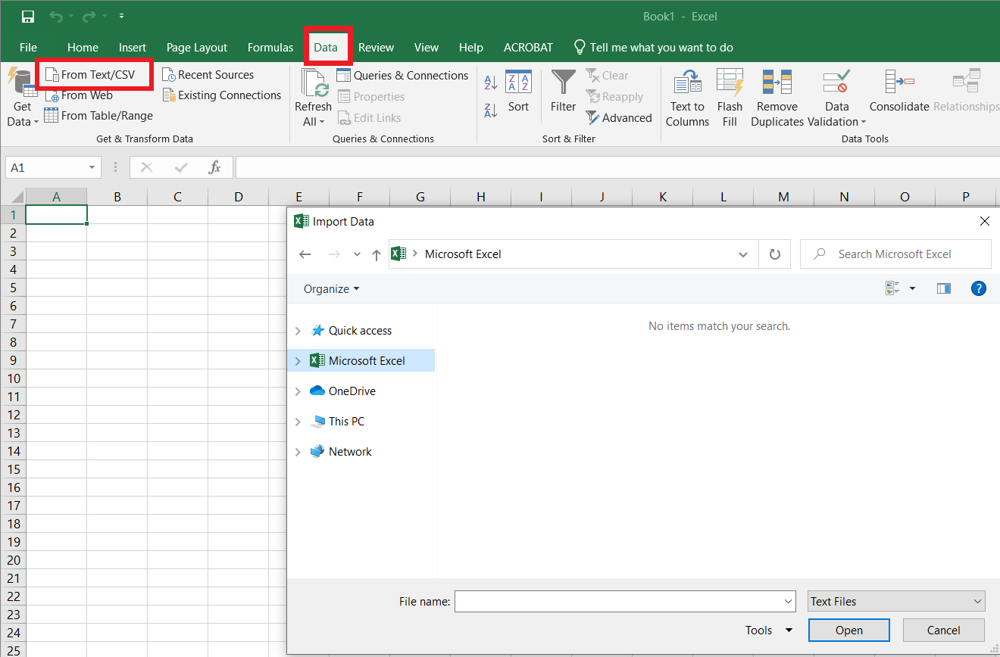 Book1 - Excel
File Home Insert Page Layout Formulas Data Review View Help ACROBAT Tell me what you want to do
Get Data
From Text/CSV
From Web
From Table/Range
Recent Sources
Existing Connections
Get & Transform Data
Refresh All
Queries & Connections
Properties
Edit Links
Queries & Connections
A Z
Z A
Z A A Z
Sort
Filter
Clear
Reapply
Advanced
Sort & Filter
Text to Columns
Flash Fill
Remove Duplicates
Data Validation
Consolidate
Relationships
Data Tools
A1
fx
A B C D E F G H I J K L M N O P
1
2
3
4
5
6
7
8
9
10
11
12
13
14
15
16
17
18
19
20
21
22
23
24
25
Import Data
Microsoft Excel
Search Microsoft Excel
Organize
?
Quick access
Microsoft Excel
OneDrive
This PC
Network
No items match your search.
File name:
Text Files
Tools
Open
Cancel